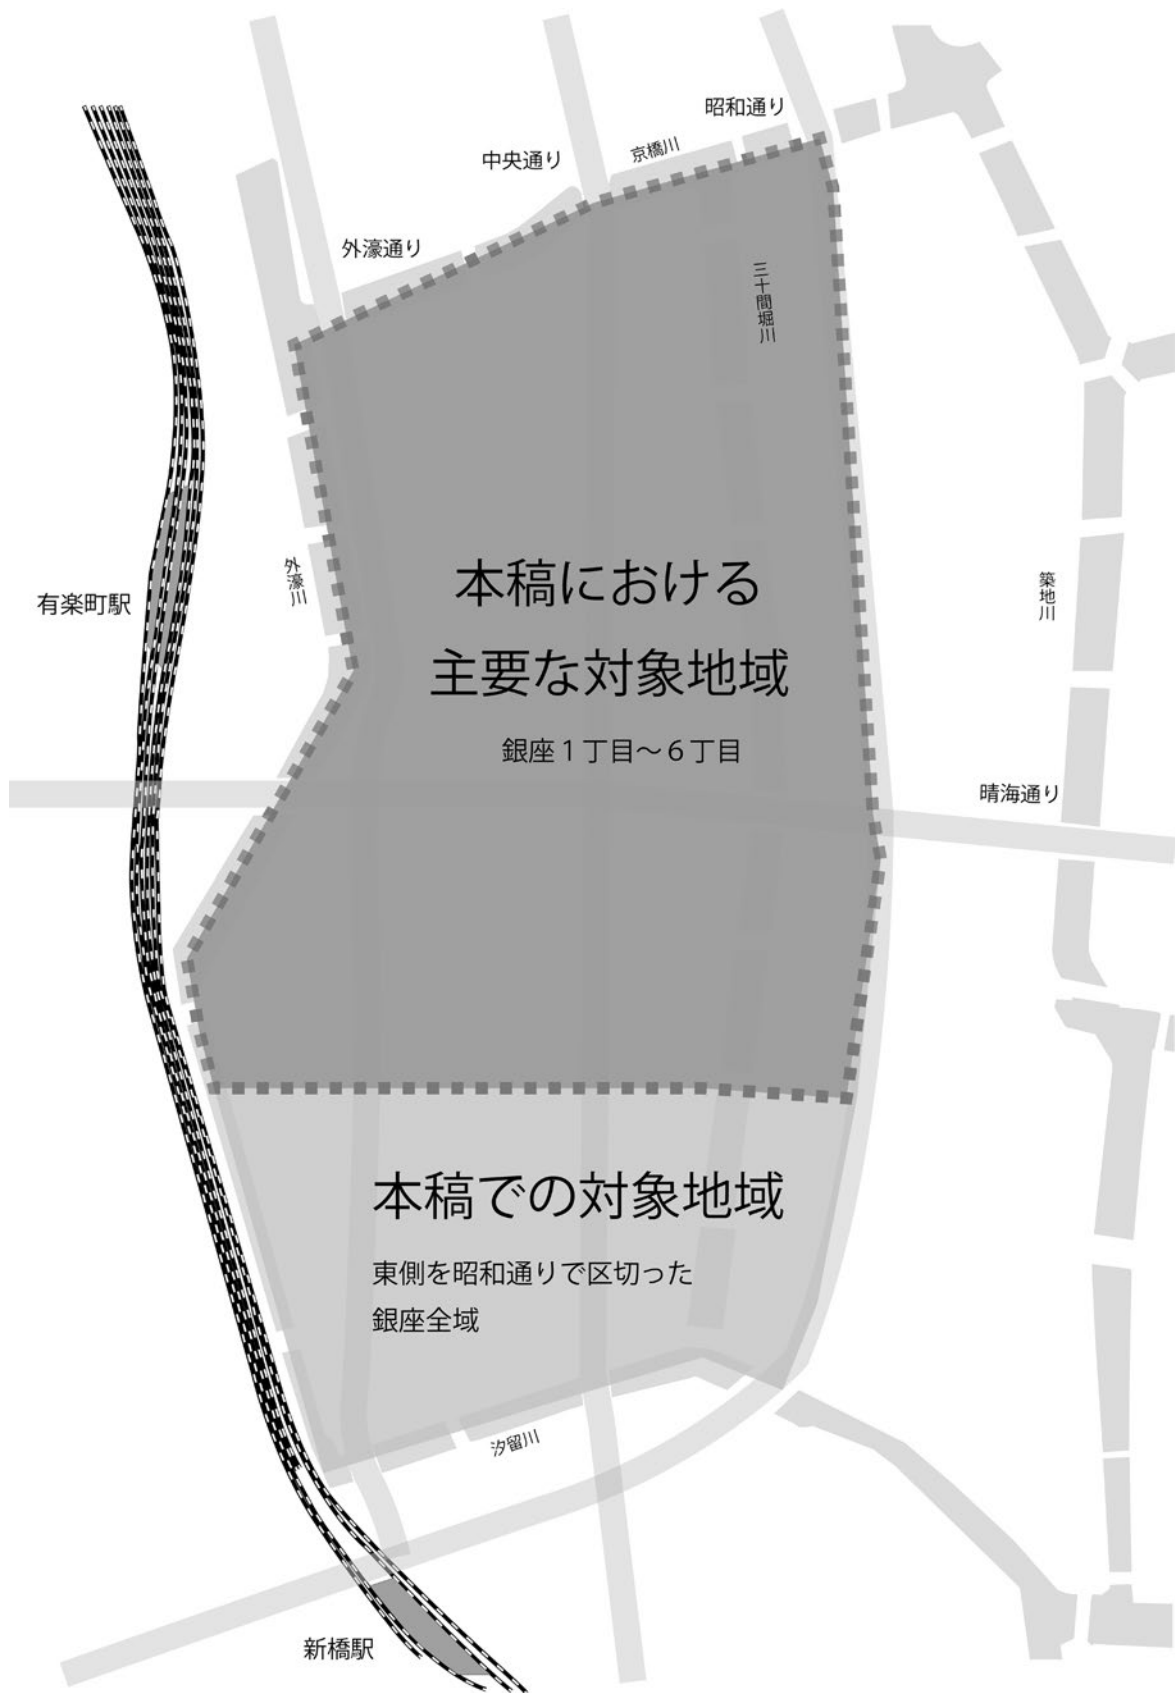 昭和通り
京橋川
中央通り
外濠通り
三十間堀川
外濠川
有楽町駅
本稿における
主要な対象地域
銀座1丁目～6丁目
築地川
晴海通り
本稿での対象地域
東側を昭和通りで区切った
銀座全域
汐留川
新橋駅